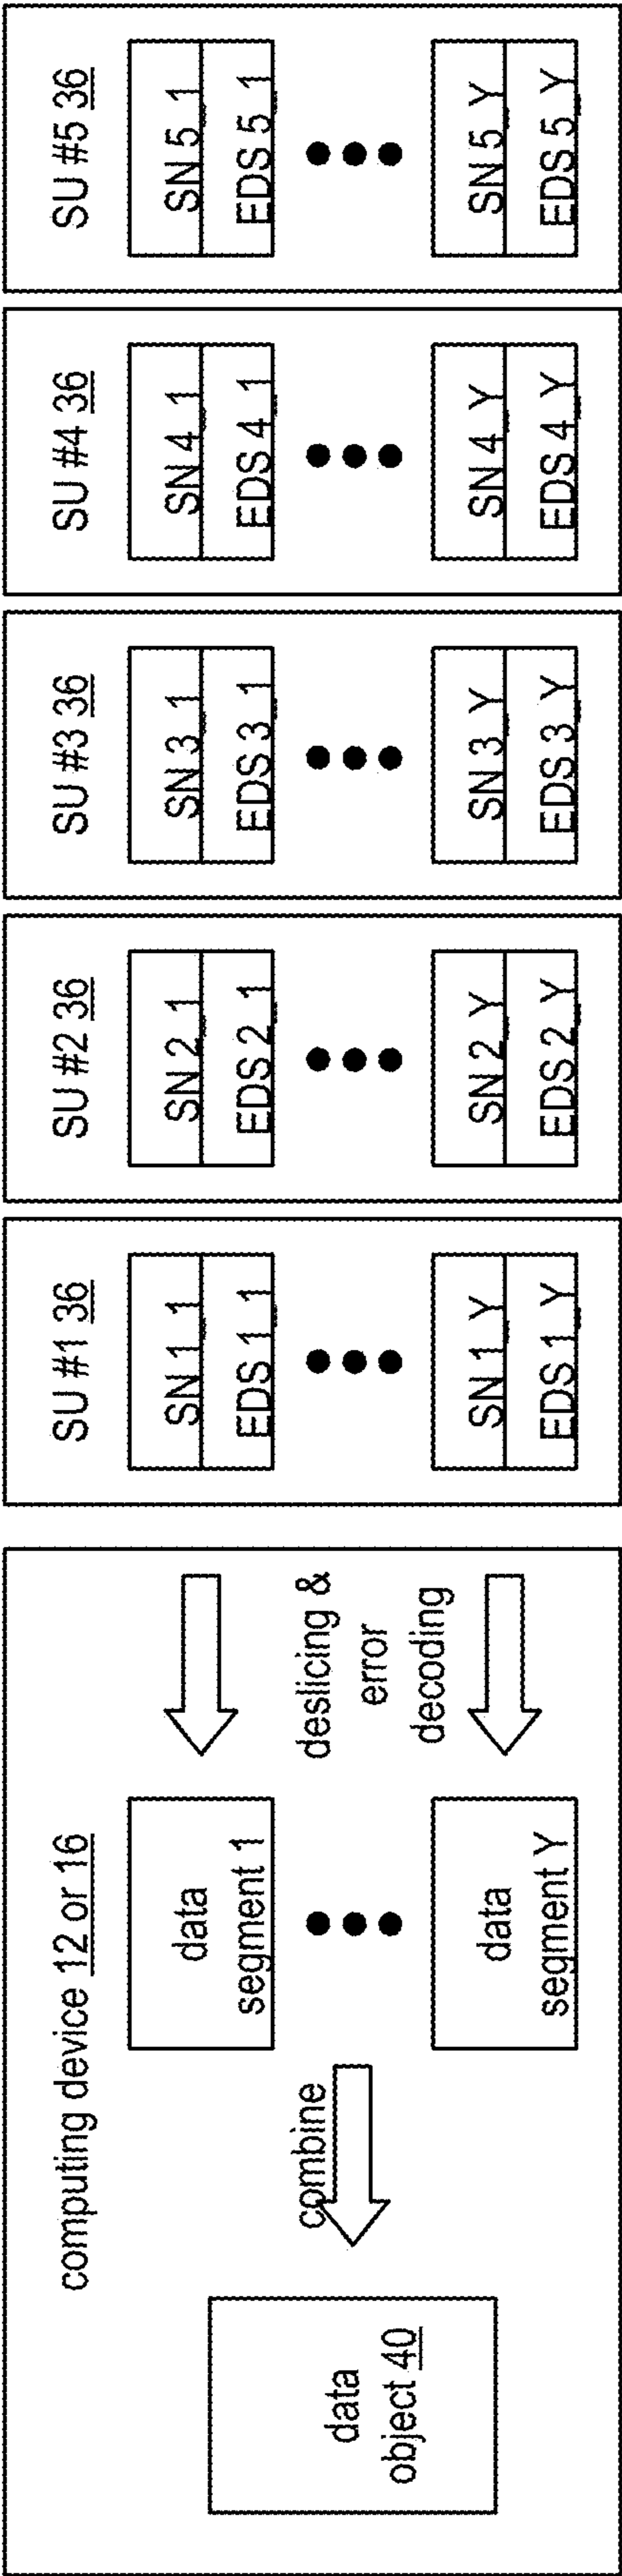 computing device 12 or 16
data
object 40
combine
data
segment 1
data
segment Y
deslicing &
error
decoding
SU #1 36
SN 1_1
EDS 1_1
SN 1_Y
EDS 1_Y
SU #2 36
SN 2_1
EDS 2_1
SN 2_Y
EDS 2_Y
SU #3 36
SN 3_1
EDS 3_1
SN 3_Y
EDS 3_Y
SU #4 36
SN 4_1
EDS 4_1
SN 4_Y
EDS 4_Y
SU #5 36
SN 5_1
EDS 5_1
SN 5_Y
EDS 5_Y